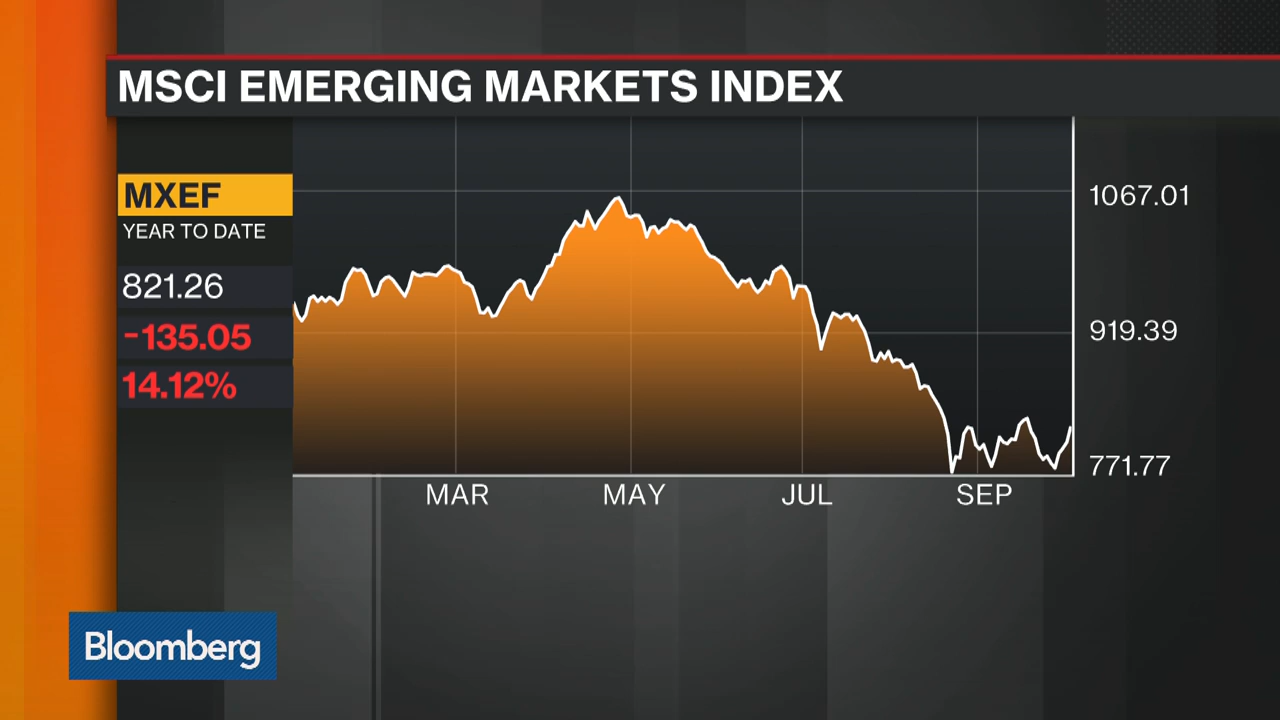 MSCI EMERGING MARKETS INDEX
MXEF
YEAR TO DATE
821.26
-135.05
14.12%
1067.01
919.39
771.77
MAR MAY JUL SEP
Bloomberg